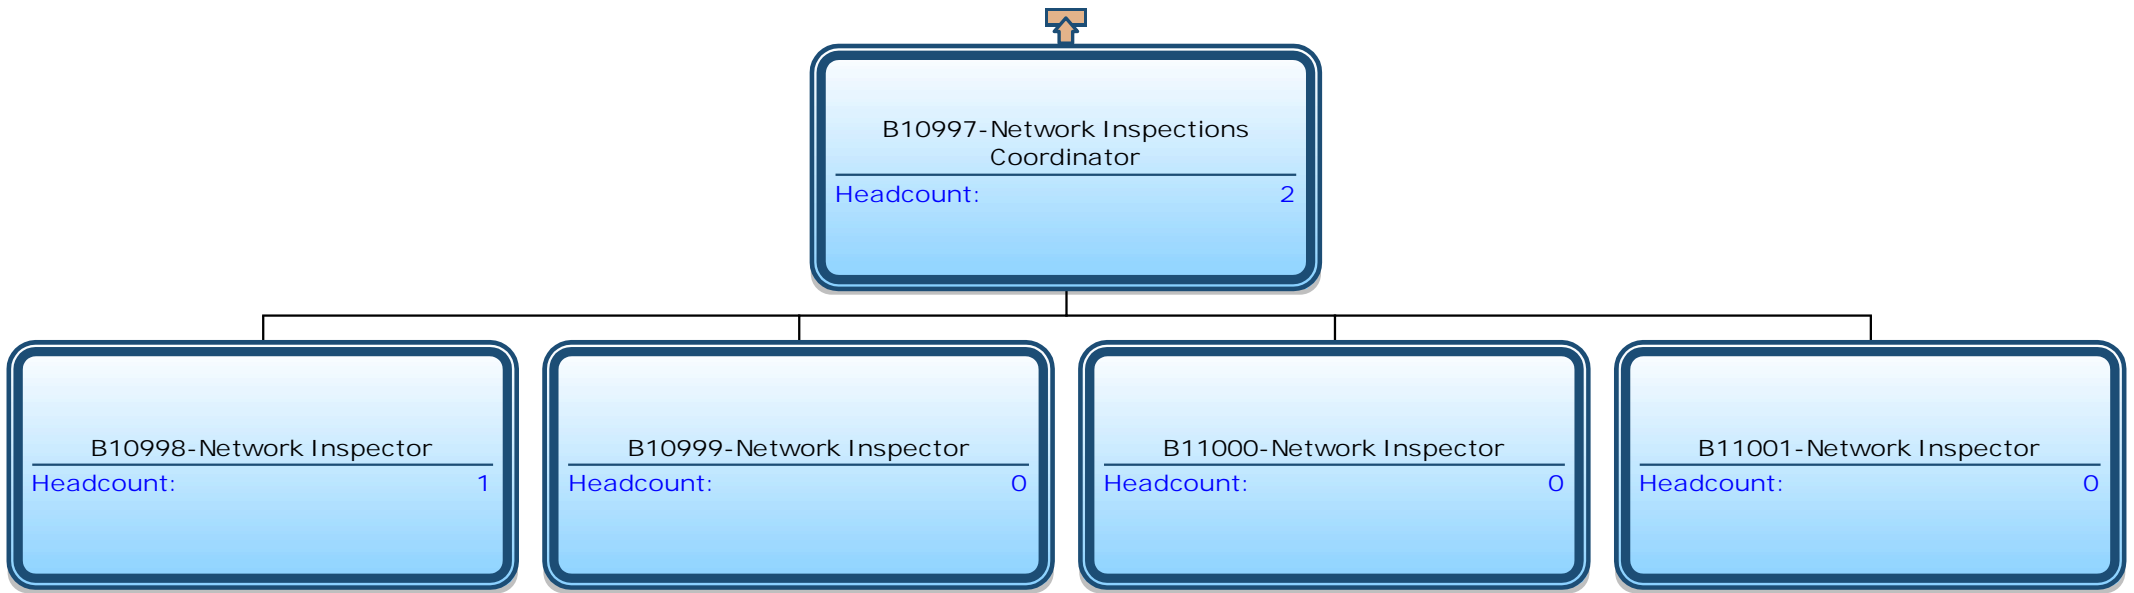 B10997-Network Inspections
Coordinator
Headcount: 2
B10998-Network Inspector
Headcount: 1
B10999-Network Inspector
Headcount: 0
B11000-Network Inspector
Headcount: 0
B11001-Network Inspector
Headcount: 0